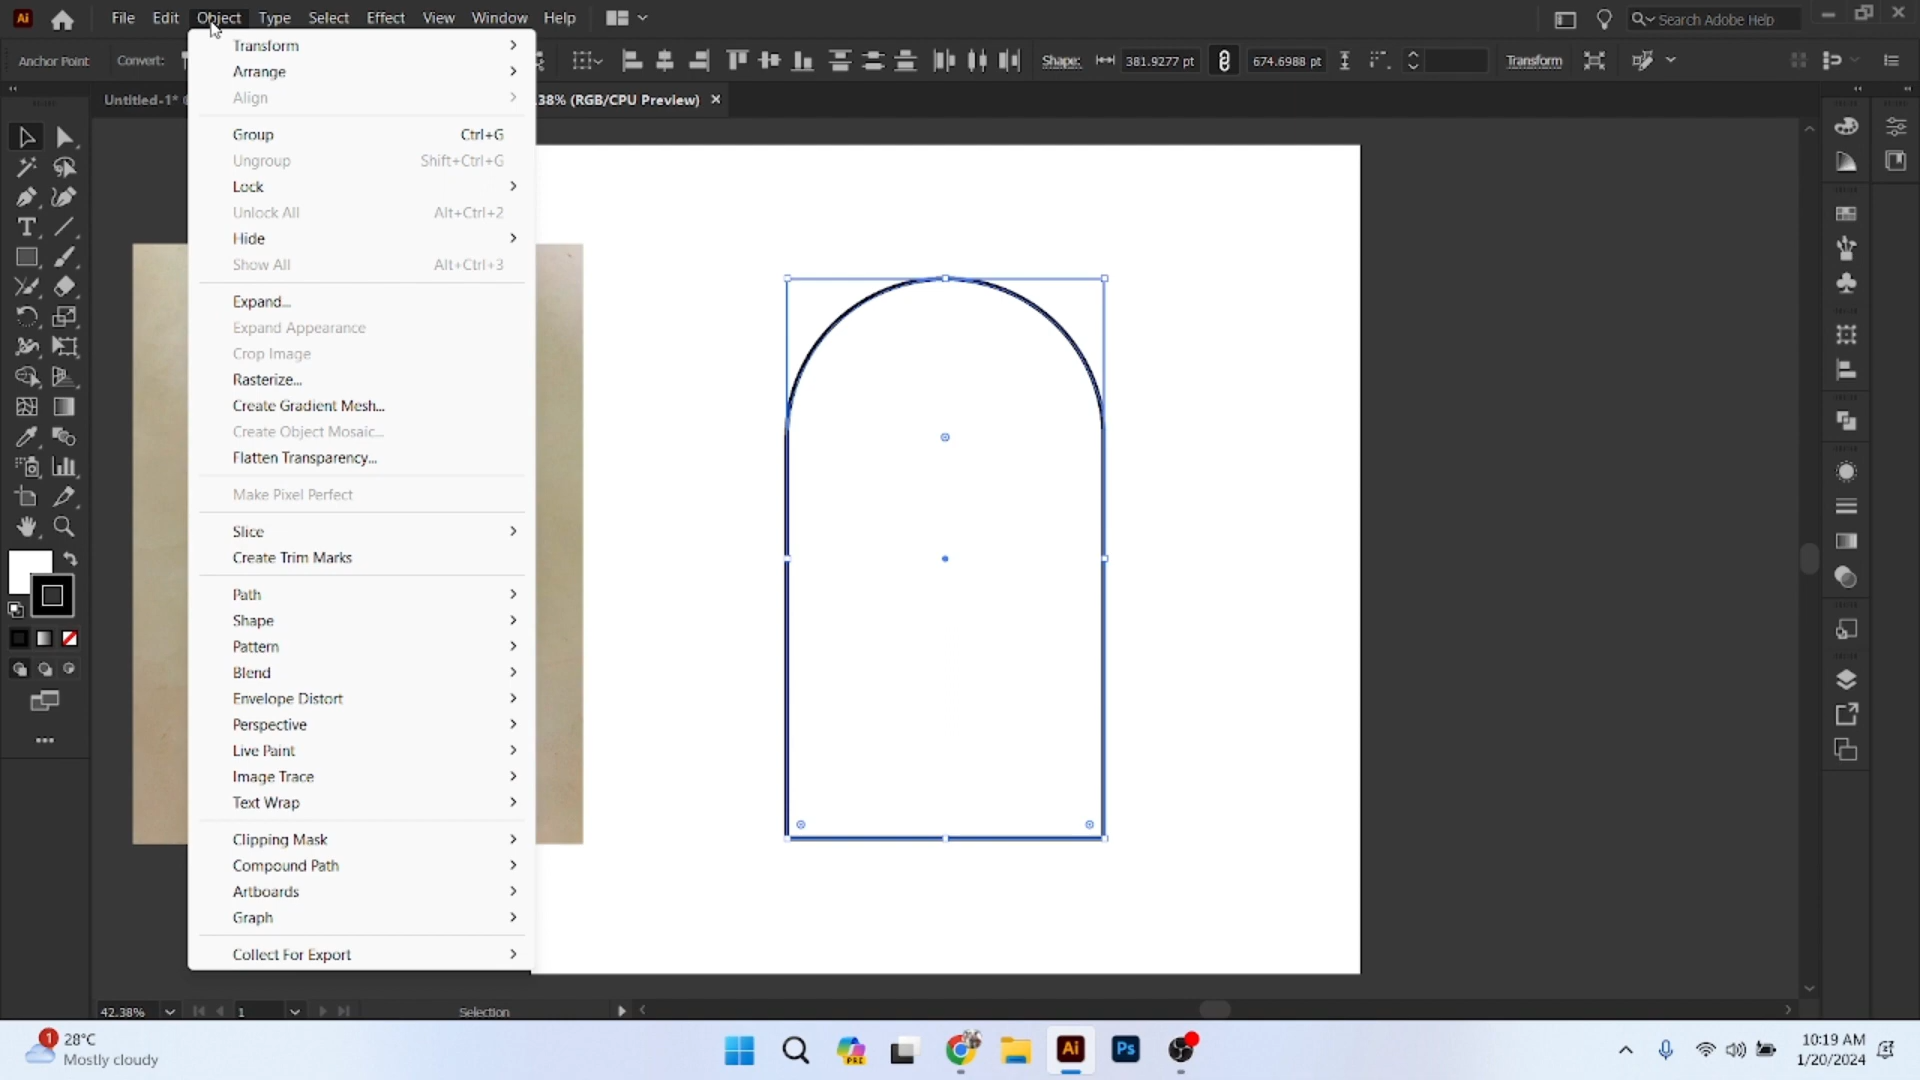 Ai File Edit Object Type Select Effect View Window Help Search Adobe Help
Anchor Point Convert: Shape: 381.9277 pt 674.6988 pt Transform
Untitled-1* 38% (RGB/CPU Preview)
Transform
Arrange
Align
Group Ctrl+G
Ungroup Shift+Ctrl+G
Lock
Unlock All Alt+Ctrl+2
Hide
Show All Alt+Ctrl+3
Expand...
Expand Appearance
Crop Image
Rasterize...
Create Gradient Mesh...
Create Object Mosaic...
Flatten Transparency...
Make Pixel Perfect
Slice
Create Trim Marks
Path
Shape
Pattern
Blend
Envelope Distort
Perspective
Live Paint
Image Trace
Text Wrap
Clipping Mask
Compound Path
Artboards
Graph
Collect For Export
42.38% 1 Selection
1 28°C
Mostly cloudy
PRE Ai Ps
10:19 AM
1/20/2024